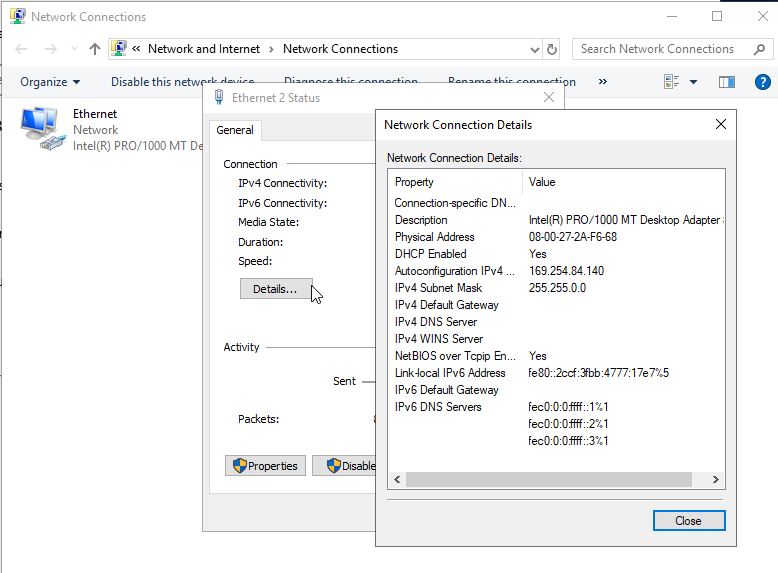 Network Connections
« Network and Internet > Network Connections
Search Network Connections
Organize
Disable this network device
Diagnose this connection
Rename this connection
»
Ethernet
Network
Intel(R) PRO/1000 MT De
Ethernet 2 Status
General
Connection
IPv4 Connectivity:
IPv6 Connectivity:
Media State:
Duration:
Speed:
Details...
Activity
Sent
Packets:
Properties
Disable
Network Connection Details
Network Connection Details:
Property Value
Connection-specific DN...
Description Intel(R) PRO/1000 MT Desktop Adapter
Physical Address 08-00-27-2A-F6-68
DHCP Enabled Yes
Autoconfiguration IPv4 ... 169.254.84.140
IPv4 Subnet Mask 255.255.0.0
IPv4 Default Gateway
IPv4 DNS Server
IPv4 WINS Server
NetBIOS over Tcpip En... Yes
Link-local IPv6 Address fe80::2ccf:3fbb:4777:17e7%5
IPv6 Default Gateway
IPv6 DNS Servers fec0:0:0:ffff::1%1
fec0:0:0:ffff::2%1
fec0:0:0:ffff::3%1
Close